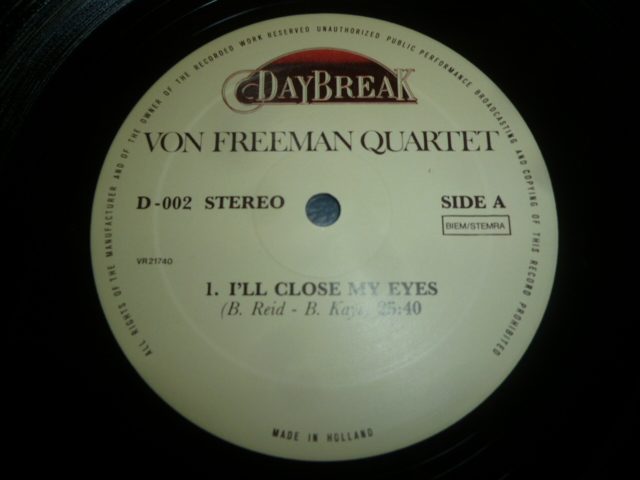 ALL RIGHTS OF THE MANUFACTURER AND OF THE OWNER OF THE RECORDED WORK RESERVED UNAUTHORIZED PUBLIC PERFORMANCE BROADCASTING AND COPYING OF THIS RECORD PROHIBITED
DAYBREAK
VON FREEMAN QUARTET
D-002 STEREO SIDE A
BIEM/STEMRA
VR21740
1. I'LL CLOSE MY EYES
(B. Reid - B. Kaye) 25:40
MADE IN HOLLAND